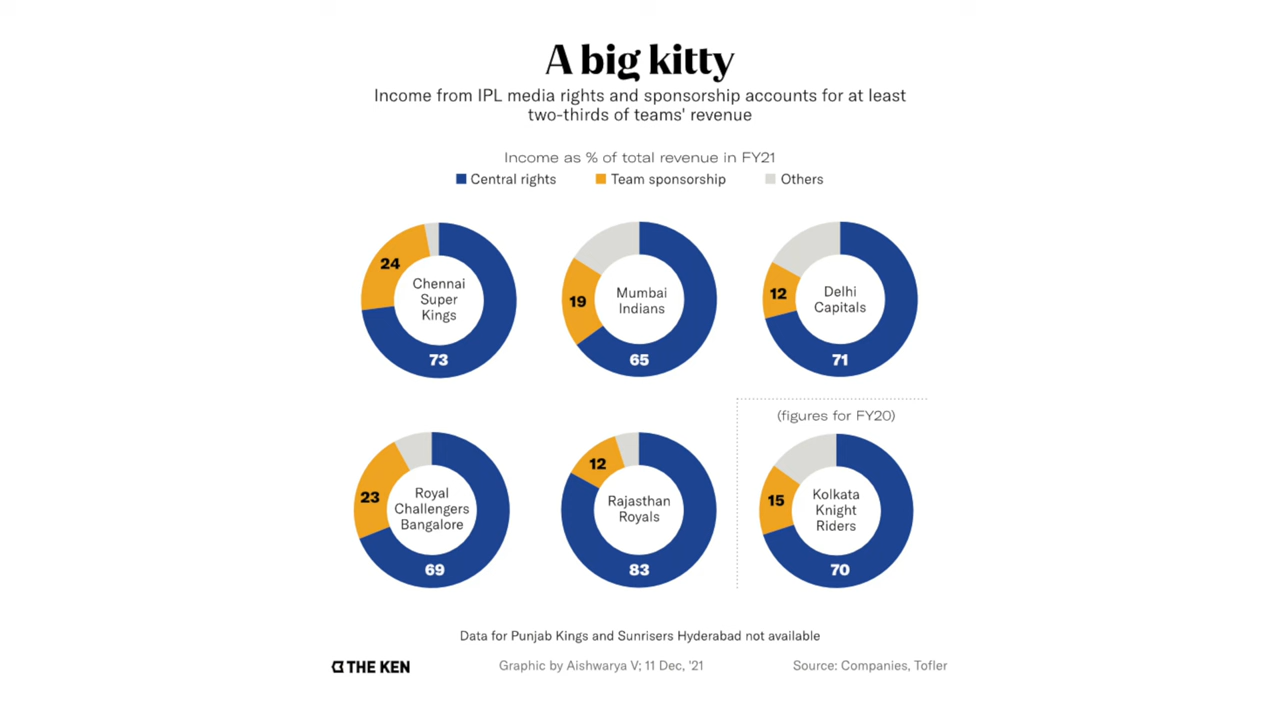 A big kitty
Income from IPL media rights and sponsorship accounts for at least
two-thirds of teams' revenue
Income as % of total revenue in FY21
Central rights
Team sponsorship
Others
24
Chennai
Super
Kings
73
19
Mumbai
Indians
65
12
Delhi
Capitals
71
23
Royal
Challengers
Bangalore
69
12
Rajasthan
Royals
83
(figures for FY20)
15
Kolkata
Knight
Riders
70
Data for Punjab Kings and Sunrisers Hyderabad not available
THE KEN
Graphic by Aishwarya V; 11 Dec, '21
Source: Companies, Tofler